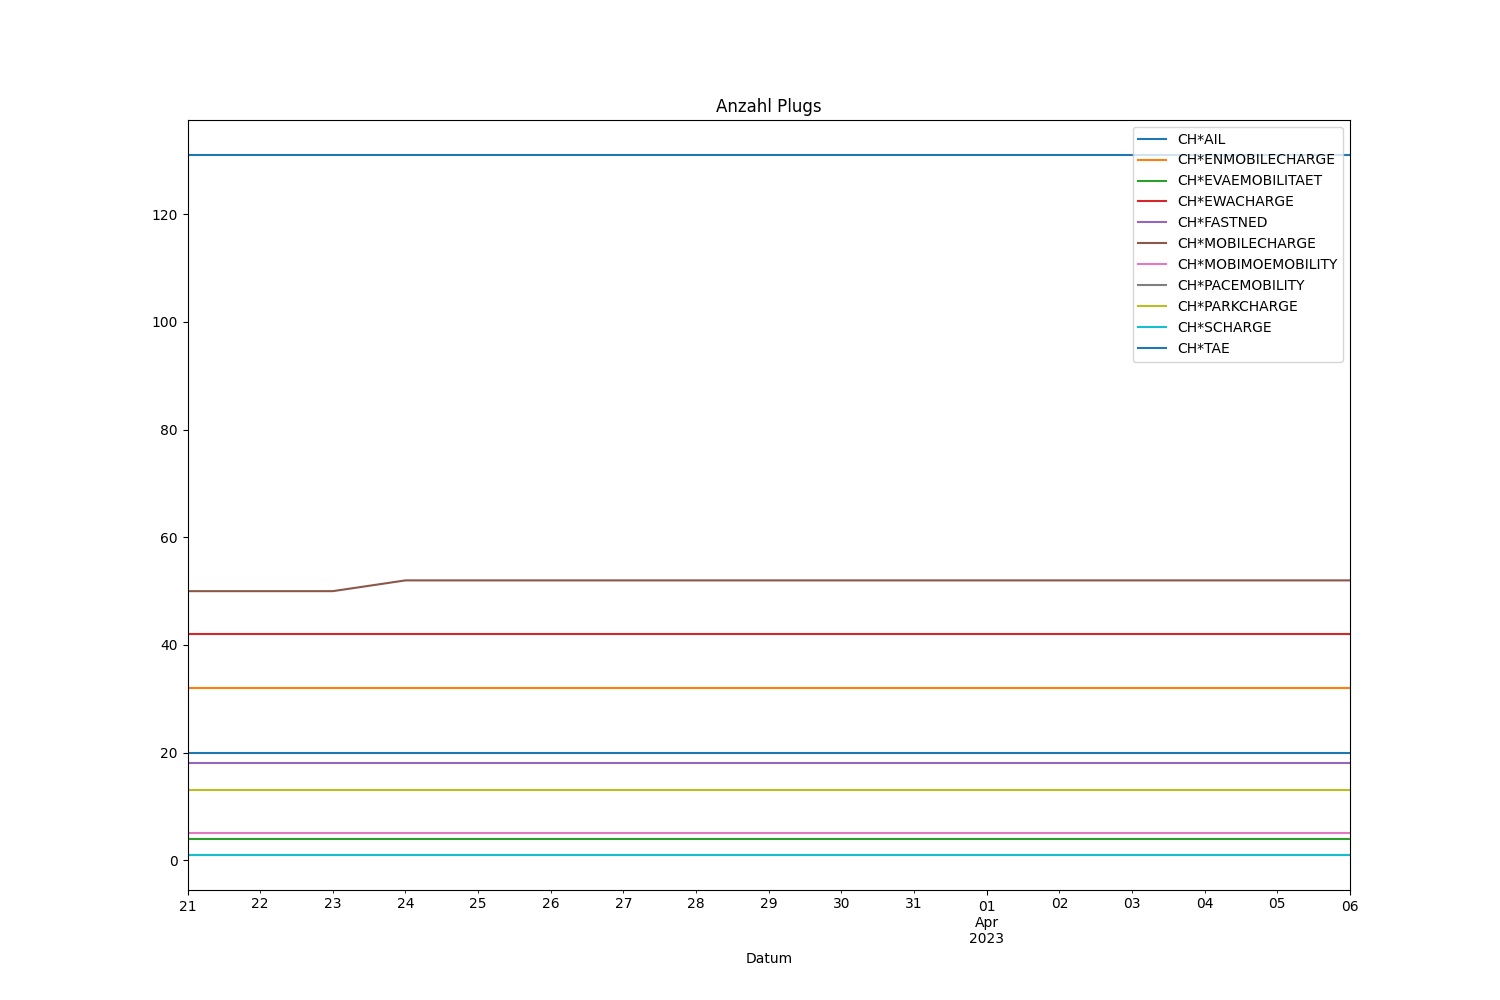 Anzahl Plugs
CH*AIL
CH*ENMOBILECHARGE
CH*EVAEMOBILITAET
CH*EWACHARGE
CH*FASTNED
CH*MOBILECHARGE
CH*MOBIMOEMOBILITY
CH*PACEMOBILITY
CH*PARKCHARGE
CH*SCHARGE
CH*TAE
120
100
80
60
40
20
0
21 22 23 24 25 26 27 28 29 30 31 01 02 03 04 05 06
Apr
2023
Datum